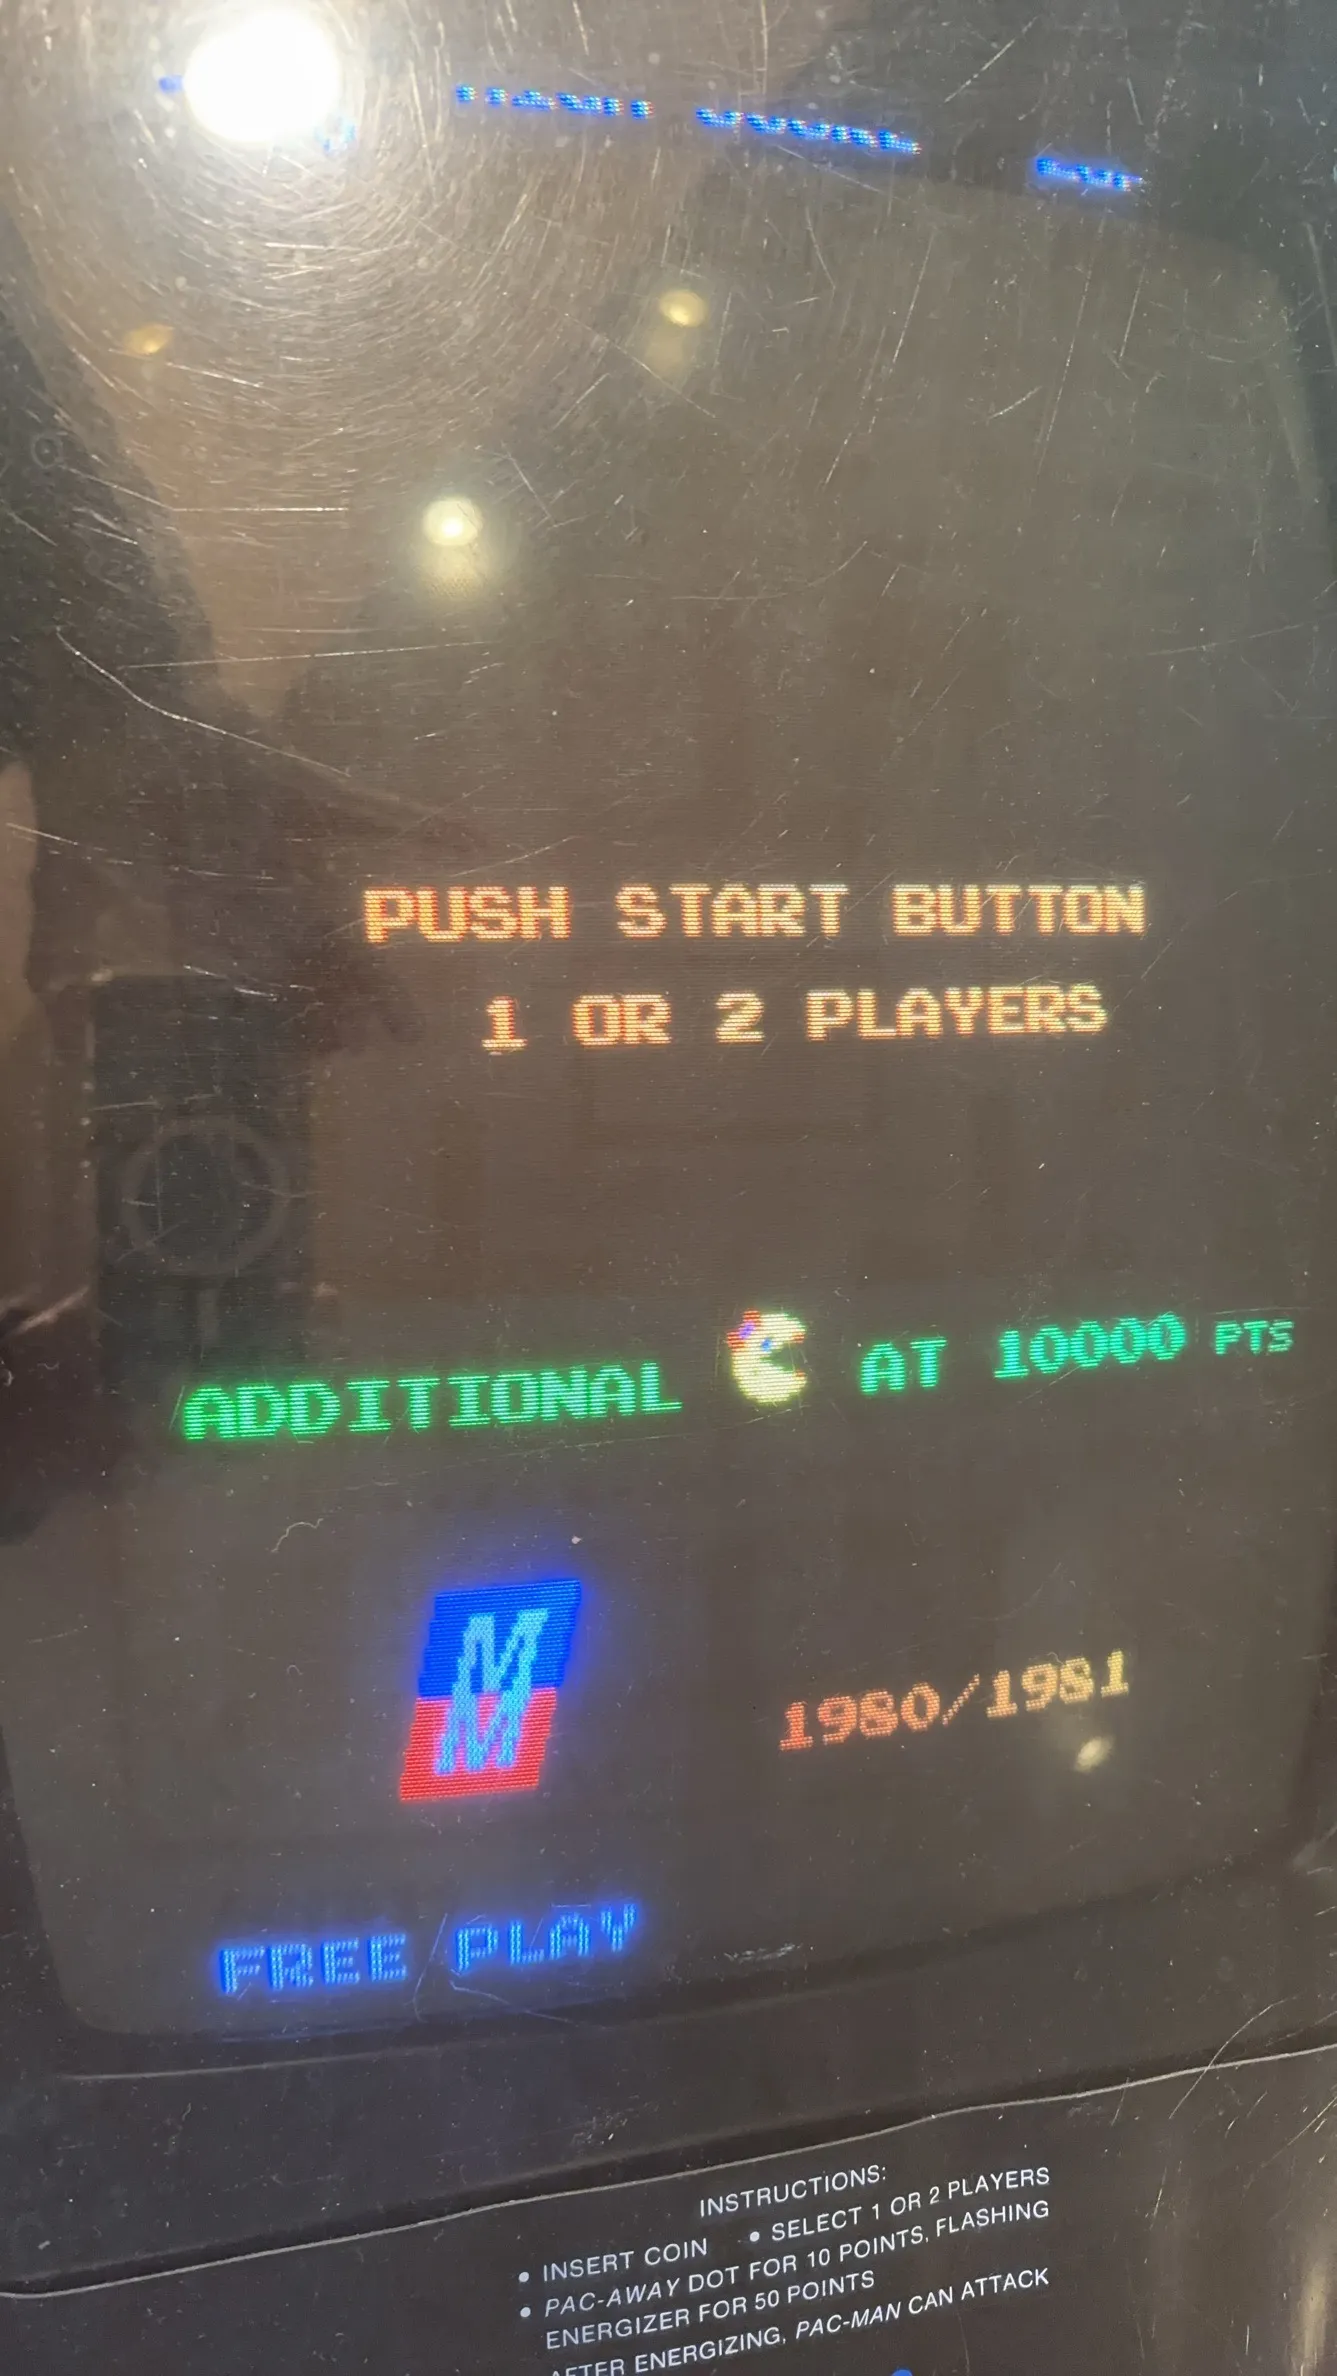 PUSH START BUTTON
1 OR 2 PLAYERS
ADDITIONAL AT 10000 PTS
M
M
1980/1981
FREE PLAY
INSTRUCTIONS:
• INSERT COIN • SELECT 1 OR 2 PLAYERS
• PAC-AWAY DOT FOR 10 POINTS, FLASHING
ENERGIZER FOR 50 POINTS
AFTER ENERGIZING, PAC-MAN CAN ATTACK